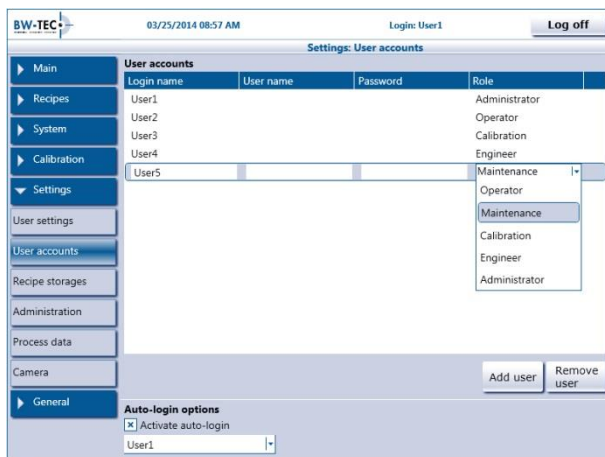 BW-TEC
03/25/2014 08:57 AM
Login: User1
Log off
Settings: User accounts
Main
Recipes
System
Calibration
Settings
User settings
User accounts
Recipe storages
Administration
Process data
Camera
General
User accounts
Login name User name Password Role
User1 Administrator
User2 Operator
User3 Calibration
User4 Engineer
User5 Maintenance
Operator
Maintenance
Calibration
Engineer
Administrator
Add user
Remove
user
Auto-login options
Activate auto-login
User1